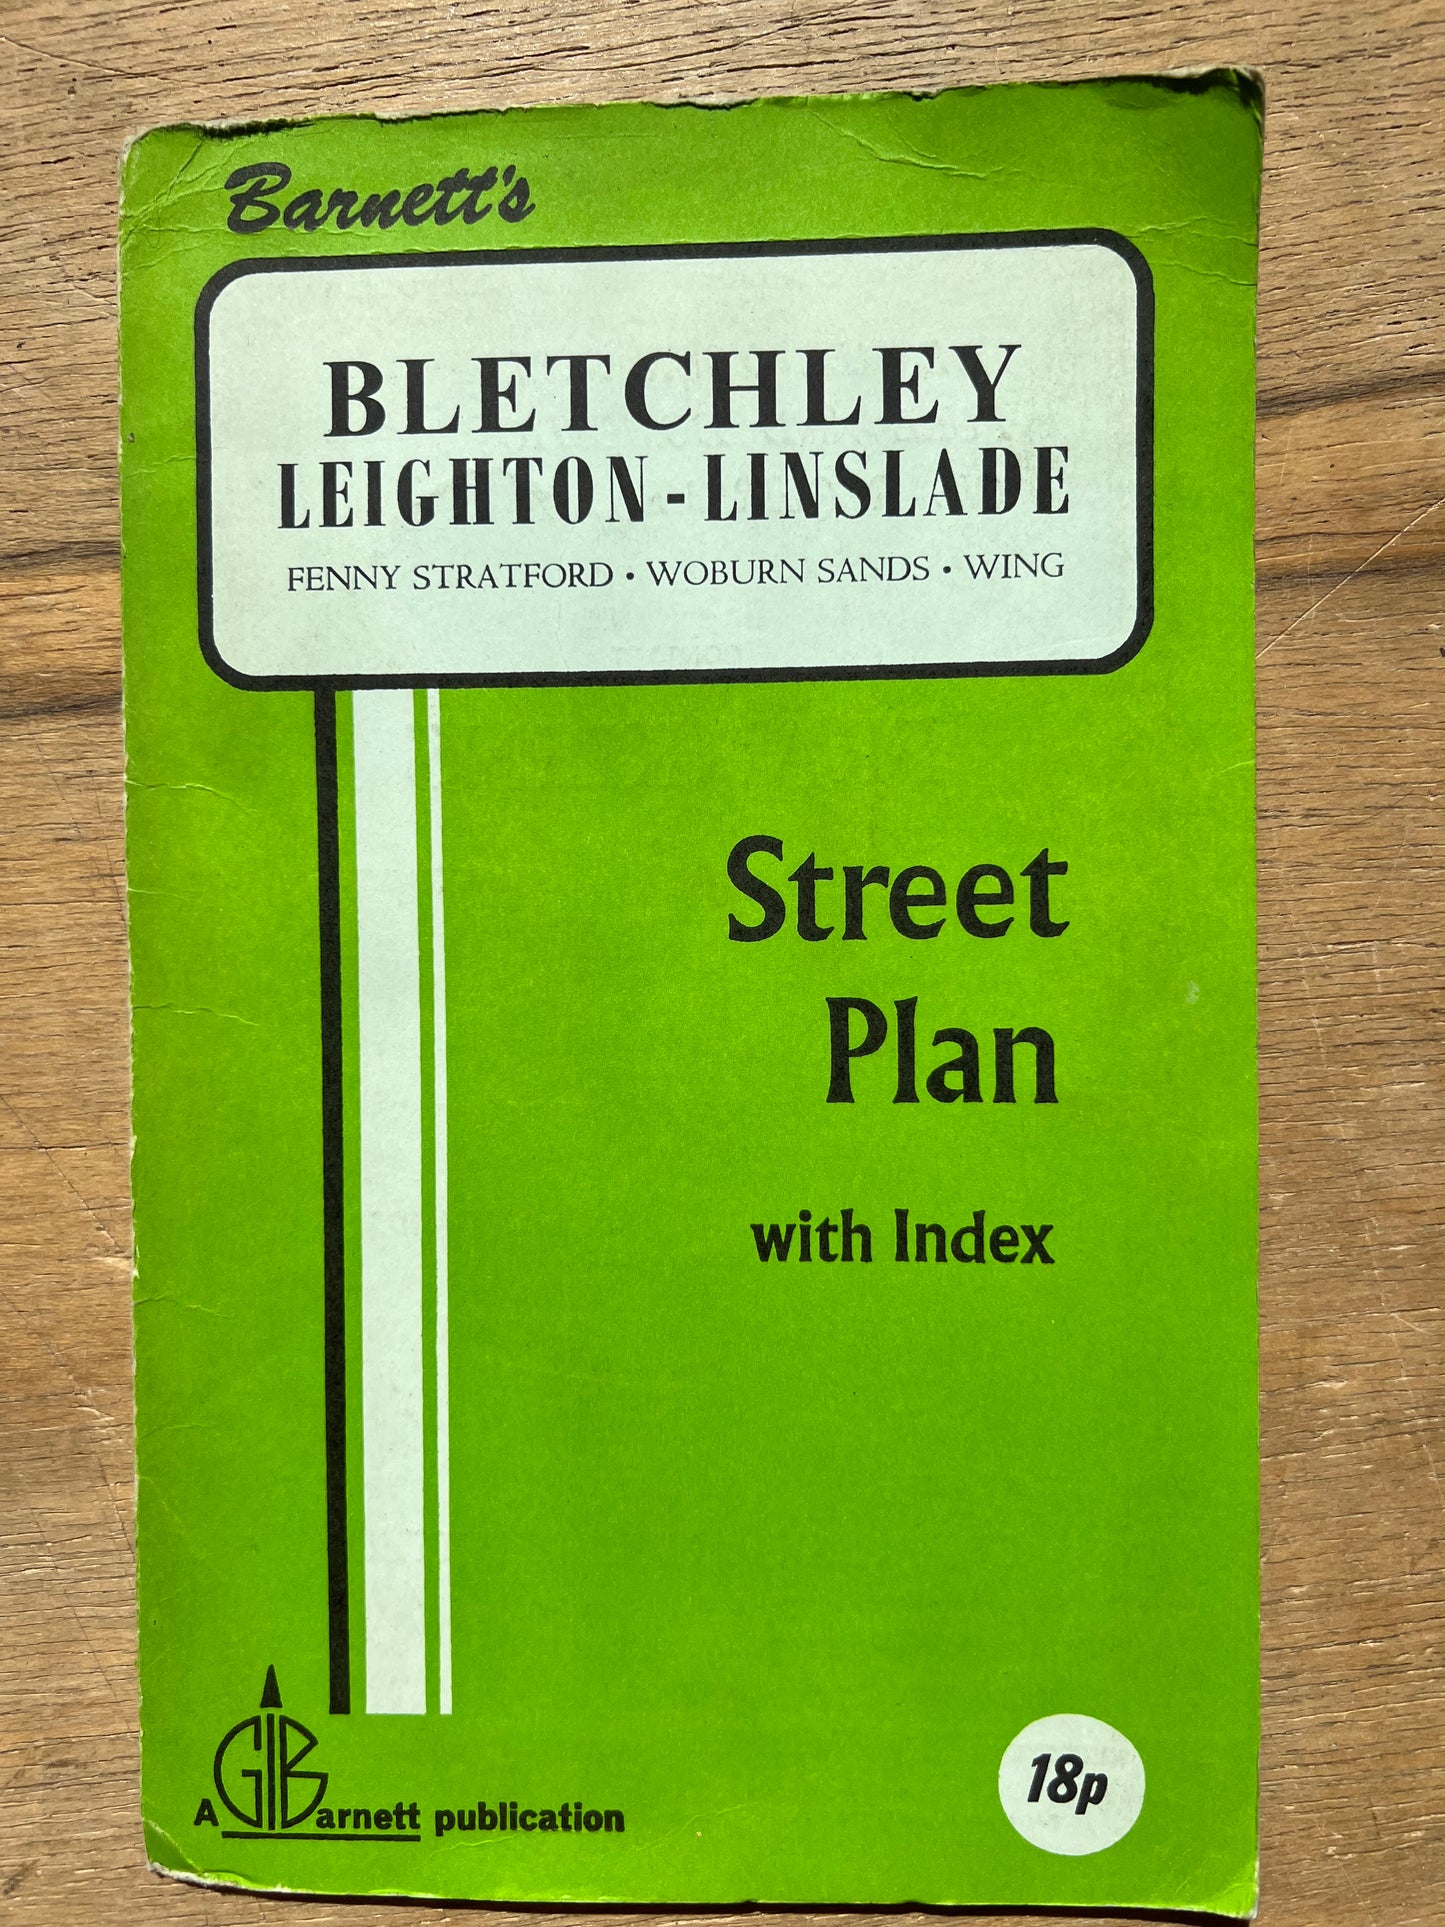 Barnett's
BLETCHLEY
LEIGHTON-LINSLADE
FENNY STRATFORD • WOBURN SANDS • WING
Street
Plan
with Index
18p
A GIBarnett publication